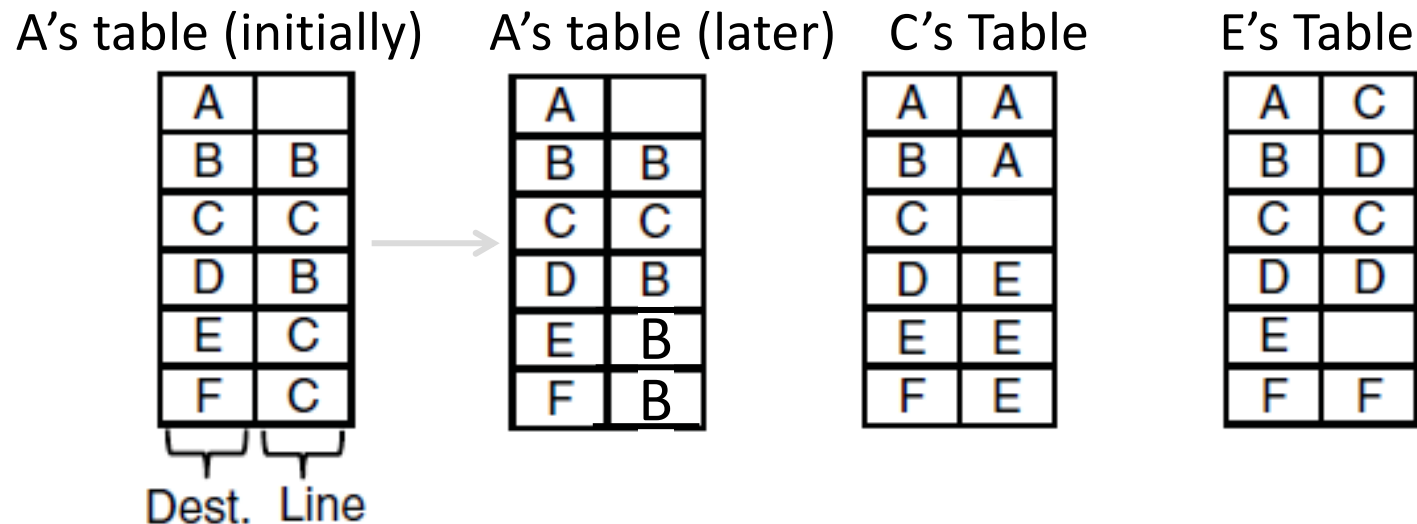 A's table (initially) A's table (later) C's Table E's Table
A A A A A C
B B B B B A B D
C C C C C C C
D B D B D E D D
E C E B E E E
F C F B F E F F
Dest. Line